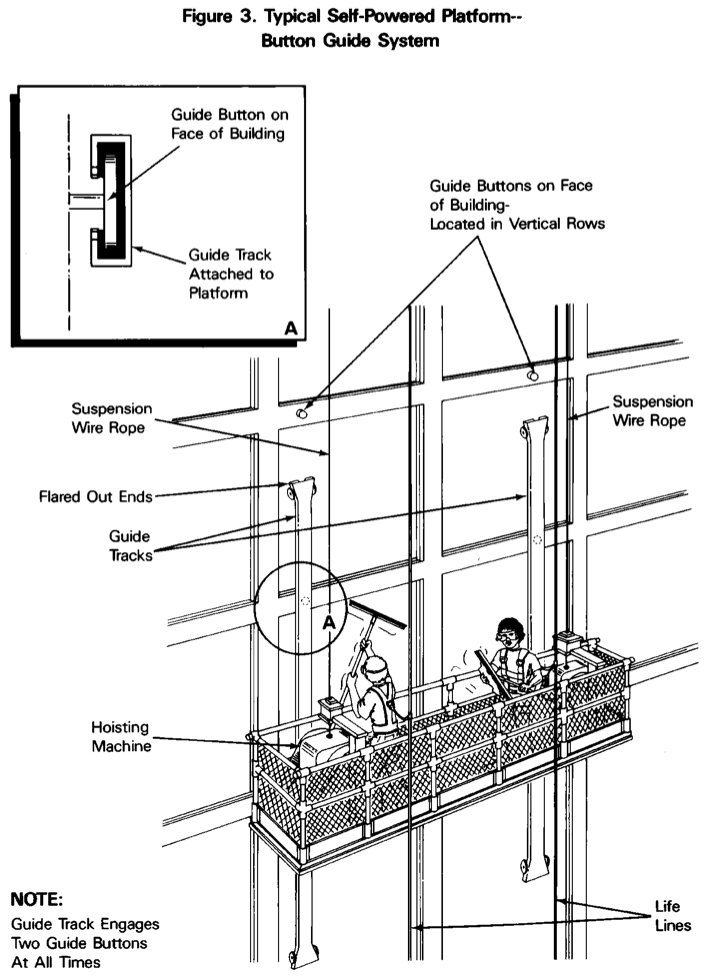 Figure 3. Typical Self-Powered Platform--
Button Guide System
Guide Button on
Face of Building
Guide Track
Attached to
Platform
A
Guide Buttons on Face
of Building-
Located in Vertical Rows
Suspension
Wire Rope
Suspension
Wire Rope
Flared Out Ends
Guide
Tracks
A
Hoisting
Machine
NOTE:
Guide Track Engages
Two Guide Buttons
At All Times
Life
Lines